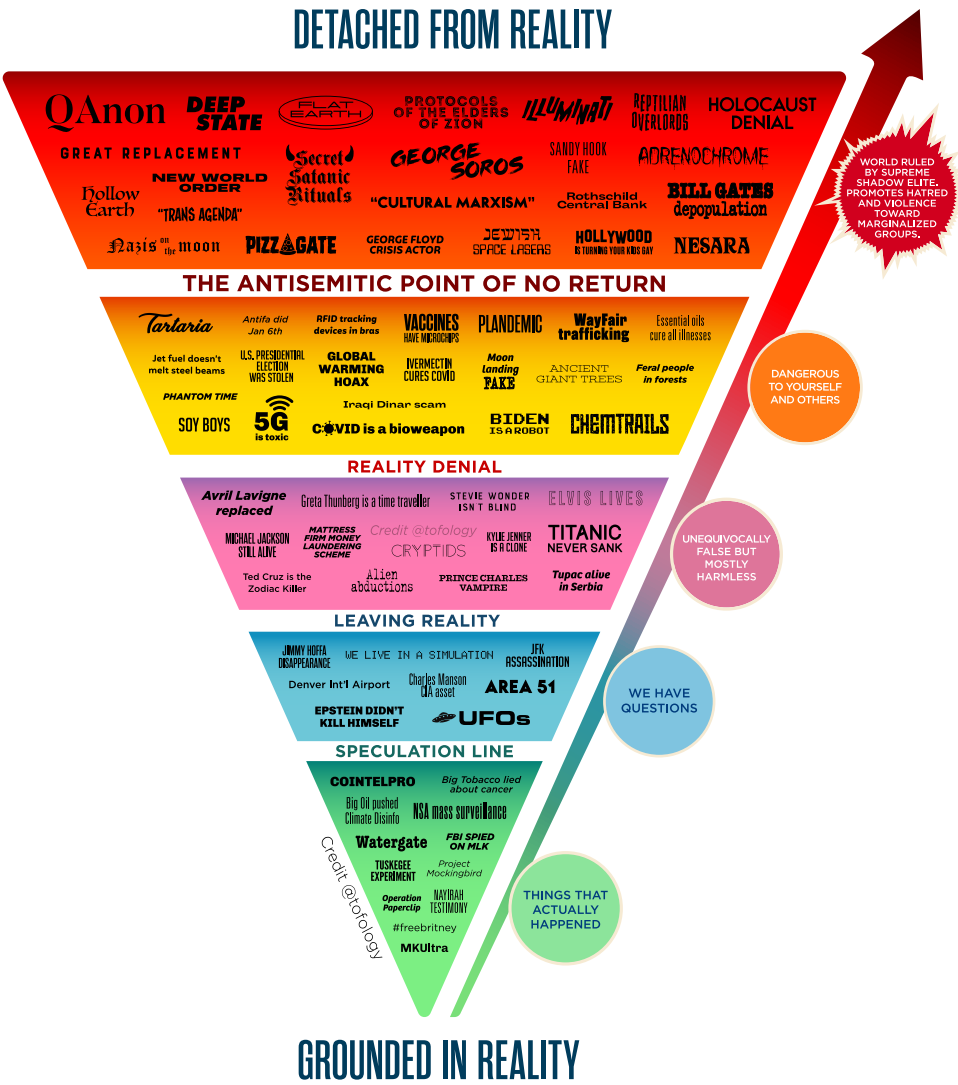 DETACHED FROM REALITY
QAnon
DEEP
STATE
FLAT
EARTH
PROTOCOLS
OF THE ELDERS
OF ZION
ILLUMINATI
REPTILIAN
OVERLORDS
HOLOCAUST
DENIAL
GREAT REPLACEMENT
Secret
Satanic
Rituals
GEORGE
SOROS
SANDY HOOK
FAKE
ADRENOCHROME
Hollow
Earth
NEW WORLD
ORDER
"TRANS AGENDA"
"CULTURAL MARXISM"
Rothschild
Central Bank
BILL GATES
depopulation
Nazis on the moon
PIZZAGATE
GEORGE FLOYD
CRISIS ACTOR
JEWISH
SPACE LASERS
HOLLYWOOD
IS TURNING YOUR KIDS GAY
NESARA
WORLD RULED
BY SUPREME
SHADOW ELITE.
PROMOTES HATRED
AND VIOLENCE
TOWARD
MARGINALIZED
GROUPS.
THE ANTISEMITIC POINT OF NO RETURN
Tartaria
Antifa did
Jan 6th
RFID tracking
devices in bras
VACCINES
HAVE MICROCHIPS
PLANDEMIC
WayFair
trafficking
Essential oils
cure all illnesses
Jet fuel doesn't
melt steel beams
U.S. PRESIDENTIAL
ELECTION
WAS STOLEN
GLOBAL
WARMING
HOAX
IVERMECTIN
CURES COVID
Moon
landing
FAKE
ANCIENT
GIANT TREES
Feral people
in forests
PHANTOM TIME
SOY BOYS
5G
is toxic
Iraqi Dinar scam
COVID is a bioweapon
BIDEN
IS A ROBOT
CHEMTRAILS
DANGEROUS
TO YOURSELF
AND OTHERS
REALITY DENIAL
Avril Lavigne
replaced
Greta Thunberg is a time traveller
STEVIE WONDER
ISN T BLIND
ELVIS LIVES
MICHAEL JACKSON
STILL ALIVE
MATTRESS
FIRM MONEY
LAUNDERING
SCHEME
Credit @tofology
CRYPTIDS
KYLIE JENNER
IS A CLONE
TITANIC
NEVER SANK
Ted Cruz is the
Zodiac Killer
Alien
abductions
PRINCE CHARLES
VAMPIRE
Tupac alive
in Serbia
UNEQUIVOCALLY
FALSE BUT
MOSTLY
HARMLESS
LEAVING REALITY
JIMMY HOFFA
DISAPPEARANCE
WE LIVE IN A SIMULATION
JFK
ASSASSINATION
Denver Int'l Airport
Charles Manson
CIA asset
AREA 51
EPSTEIN DIDN'T
KILL HIMSELF
UFOs
WE HAVE
QUESTIONS
SPECULATION LINE
COINTELPRO
Big Tobacco lied
about cancer
Big Oil pushed
Climate Disinfo
NSA mass surveillance
Watergate
FBI SPIED
ON MLK
TUSKEGEE
EXPERIMENT
Project
Mockingbird
Operation
Paperclip
NAYIRAH
TESTIMONY
#freebritney
MKUltra
Credit @tofology
THINGS THAT
ACTUALLY
HAPPENED
GROUNDED IN REALITY